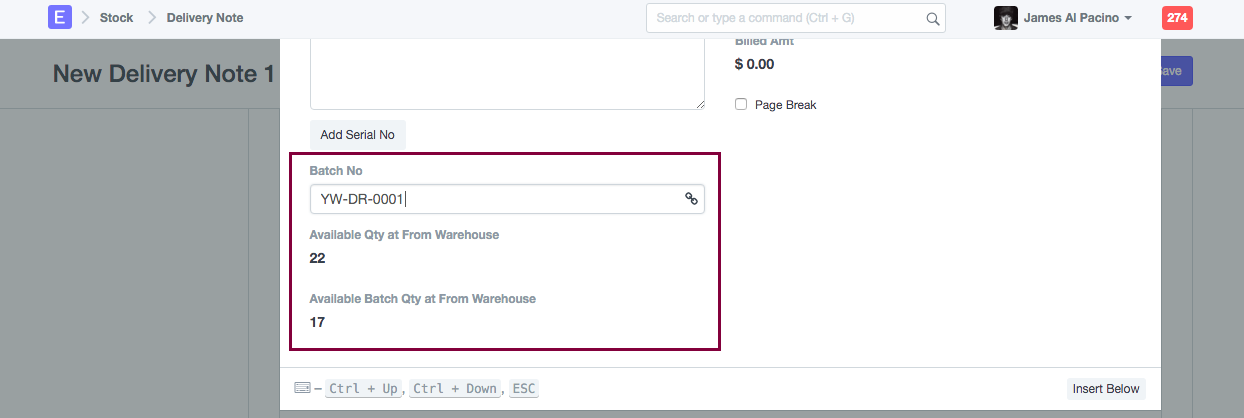 E Stock Delivery Note Search or type a command (Ctrl + G) James Al Pacino 274
New Delivery Note 1
Billed Amt
$ 0.00
ave
Page Break
Add Serial No
Batch No
YW-DR-0001
Available Qty at From Warehouse
22
Available Batch Qty at From Warehouse
17
– Ctrl + Up, Ctrl + Down, ESC Insert Below